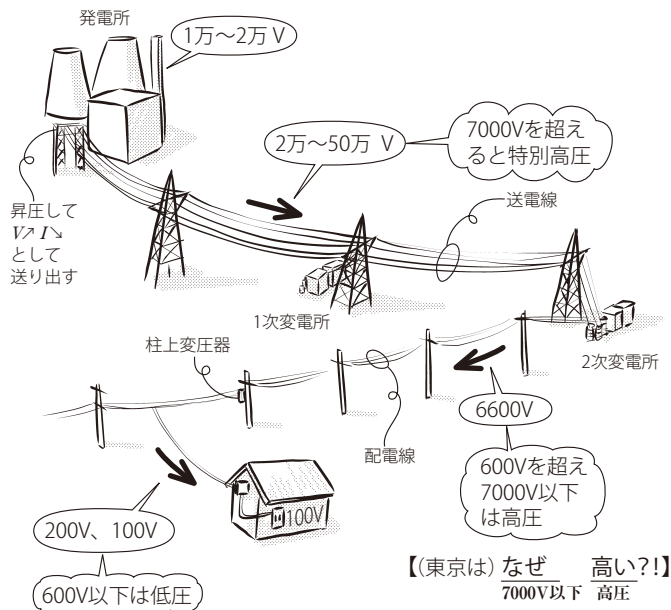 発電所
1万～2万 V
2万～50万 V
7000Vを超え
ると特別高圧
昇圧して
V↗ I↘
として
送り出す
送電線
1次変電所
2次変電所
柱上変圧器
配電線
6600V
600Vを超え
7000V以下
は高圧
100V
200V、100V
600V以下は低圧
【(東京は) なぜ 高い?!】
7000V以下 高圧